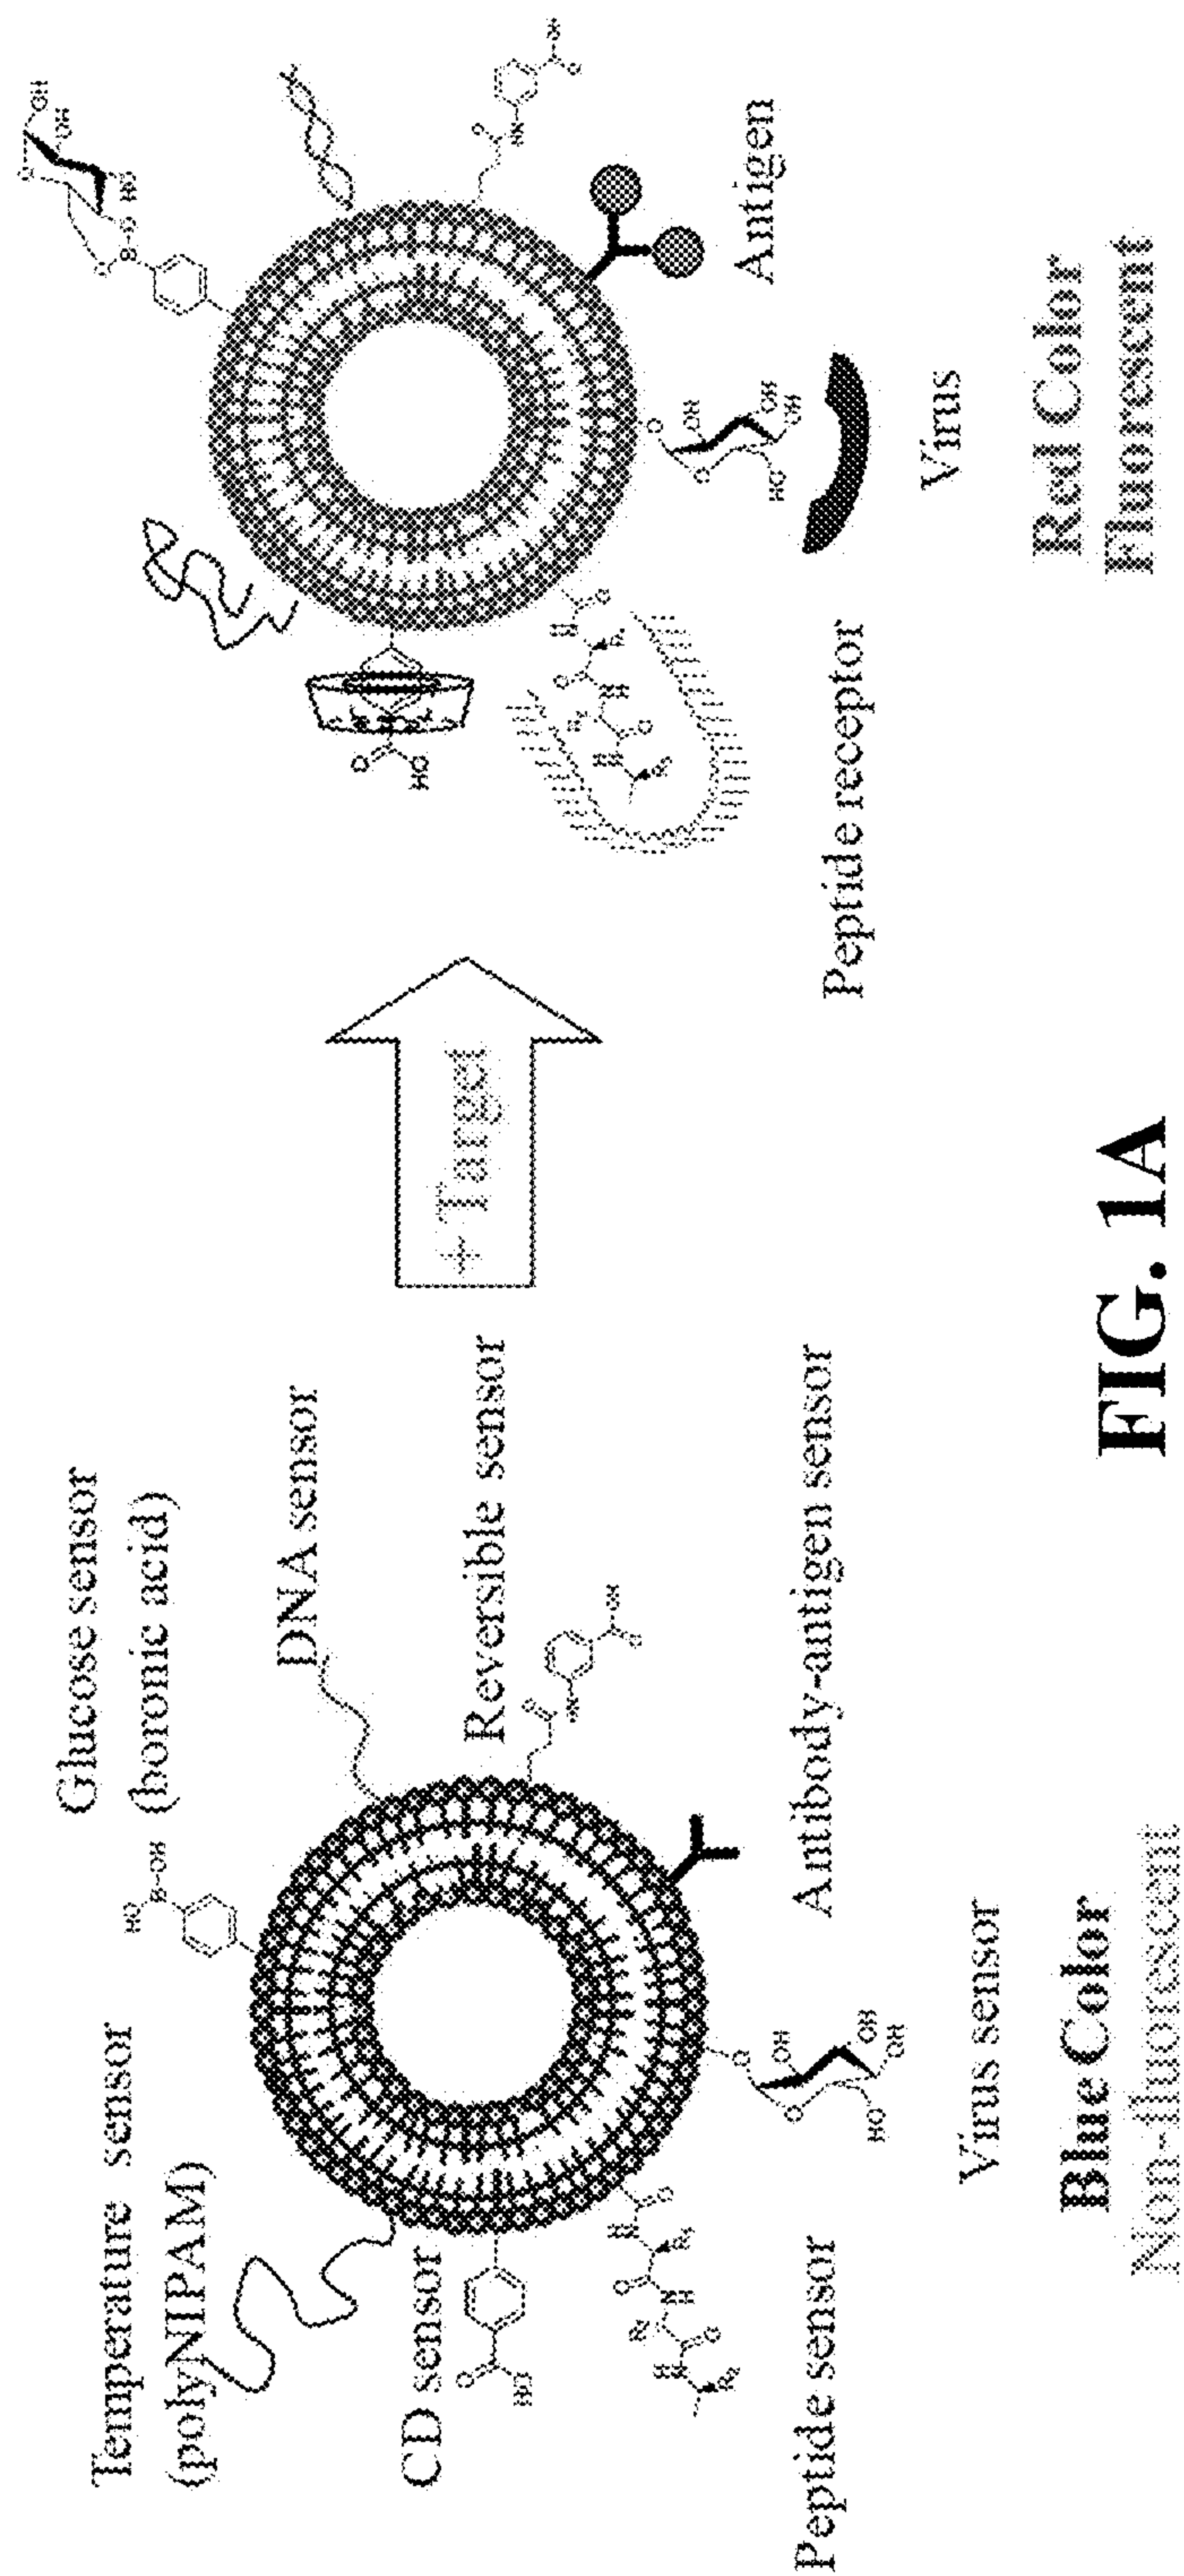 Temperature sensor
(polyNIPAM)
Glucose sensor
(boronic acid)
DNA sensor
Reversible sensor
CD sensor
Peptide sensor
Virus sensor
Antibody-antigen sensor
Blue Color
Non-fluorescent
+ Target
Peptide receptor
Virus
Antigen
Red Color
Fluorescent
FIG. 1A